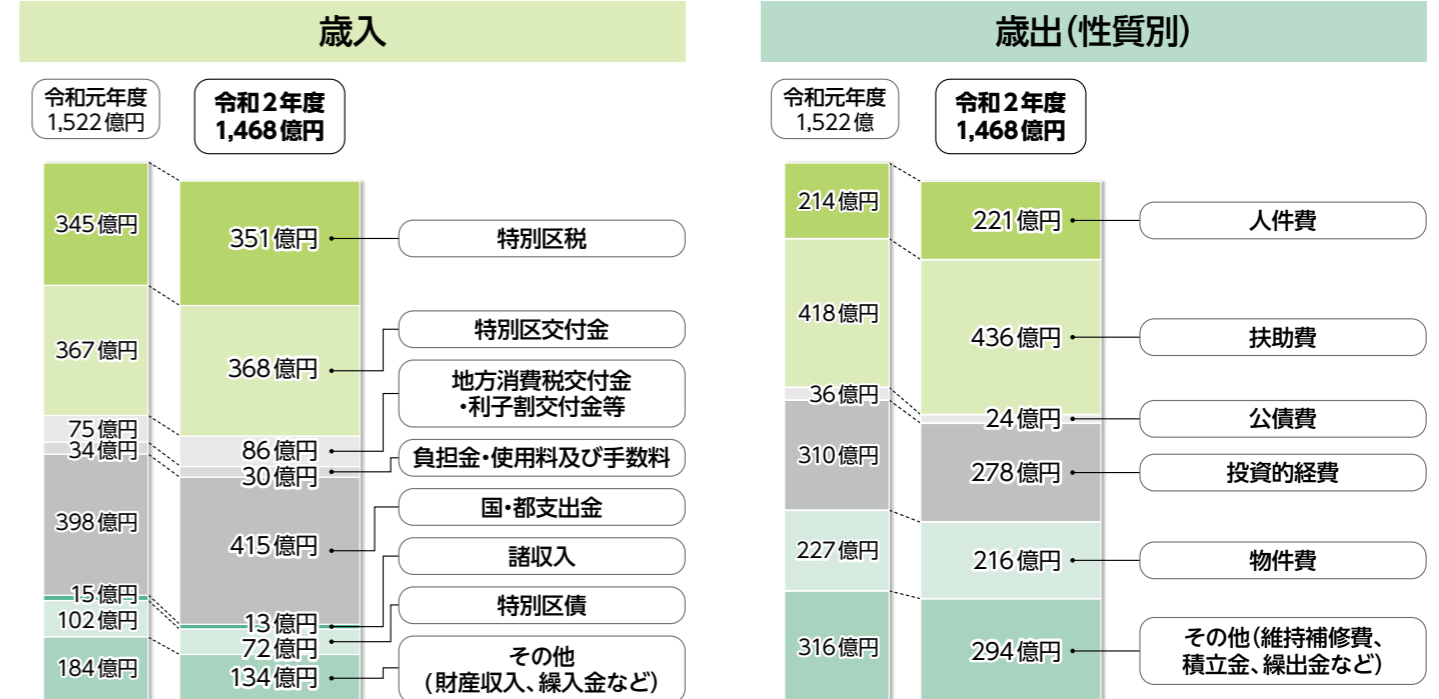 歳入
令和元年度
1,522億円
令和2年度
1,468億円
345億円
367億円
75億円
34億円
398億円
15億円
102億円
184億円
351億円
368億円
86億円
30億円
415億円
13億円
72億円
134億円
特別区税
特別区交付金
地方消費税交付金
・利子割交付金等
負担金・使用料及び手数料
国・都支出金
諸収入
特別区債
その他
(財産収入、繰入金など)
歳出(性質別)
令和元年度
1,522億
令和2年度
1,468億円
214億円
418億円
36億円
310億円
227億円
316億円
221億円
436億円
24億円
278億円
216億円
294億円
人件費
扶助費
公債費
投資的経費
物件費
その他(維持補修費、
積立金、繰出金など)